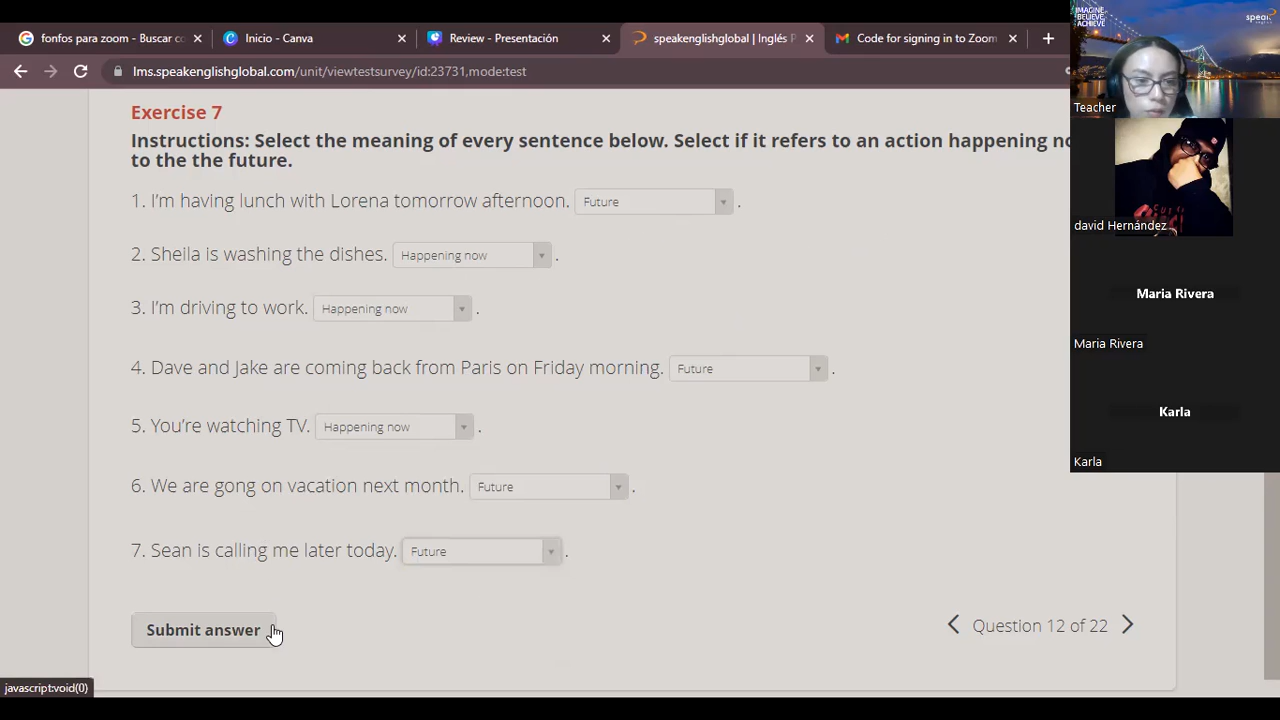 fonfos para zoom - Buscar co
Inicio - Canva
Review - Presentación
speakenglishglobal | Inglés P
Code for signing in to Zoom
lms.speakenglishglobal.com/unit/viewtestsurvey/id:23731,mode:test
IMAGINE
BELIEVE
ACHIEVE
speak
Teacher
david Hernández
Maria Rivera
Maria Rivera
Karla
Karla
Exercise 7
Instructions: Select the meaning of every sentence below. Select if it refers to an action happening no
to the the future.
1. I'm having lunch with Lorena tomorrow afternoon. Future .
2. Sheila is washing the dishes. Happening now .
3. I'm driving to work. Happening now .
4. Dave and Jake are coming back from Paris on Friday morning. Future .
5. You're watching TV. Happening now .
6. We are gong on vacation next month. Future .
7. Sean is calling me later today. Future .
Submit answer
Question 12 of 22
javascript:void(0)